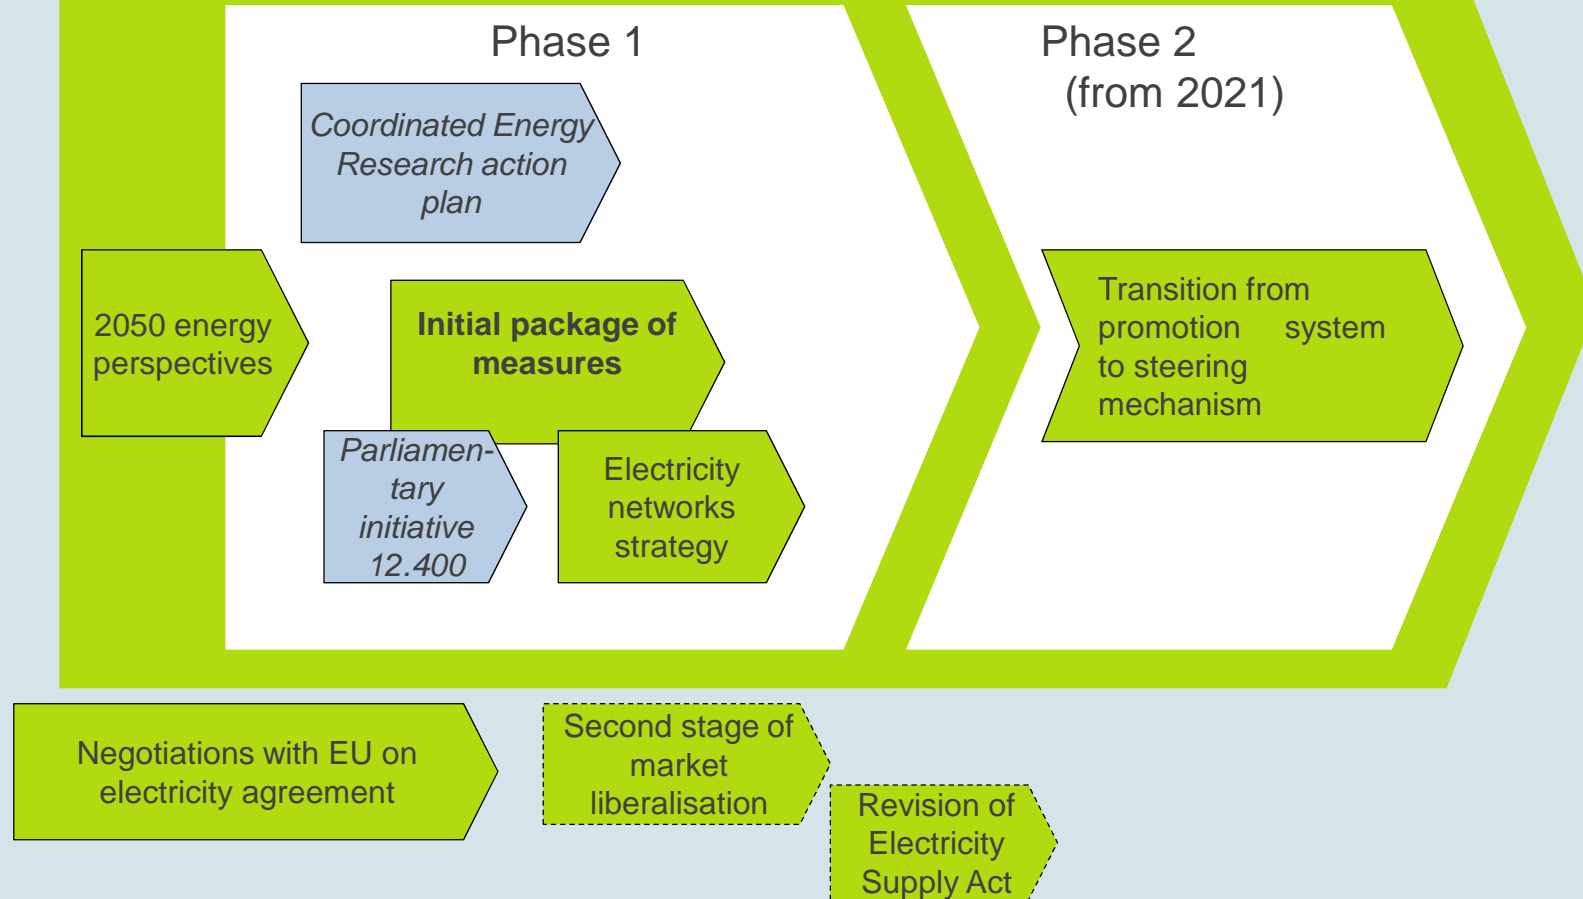 Phase 1
Phase 2
(from 2021)
Coordinated Energy
Research action
plan
2050 energy
perspectives
Initial package of
measures
Transition from
promotion system
to steering
mechanism
Parliamen-
tary
initiative
12.400
Electricity
networks
strategy
Negotiations with EU on
electricity agreement
Second stage of
market
liberalisation
Revision of
Electricity
Supply Act